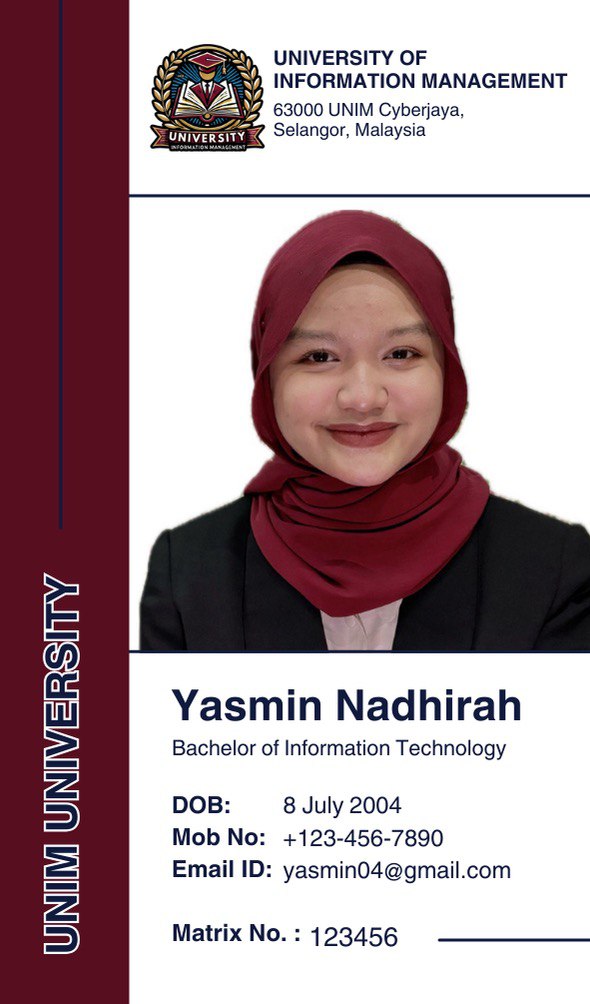 UNIVERSITY OF
INFORMATION MANAGEMENT
63000 UNIM Cyberjaya,
Selangor, Malaysia
UNIVERSITY
INFORMATION MANAGEMENT
UNIM UNIVERSITY
Yasmin Nadhirah
Bachelor of Information Technology
DOB: 8 July 2004
Mob No: +123-456-7890
Email ID: yasmin04@gmail.com
Matrix No. : 123456